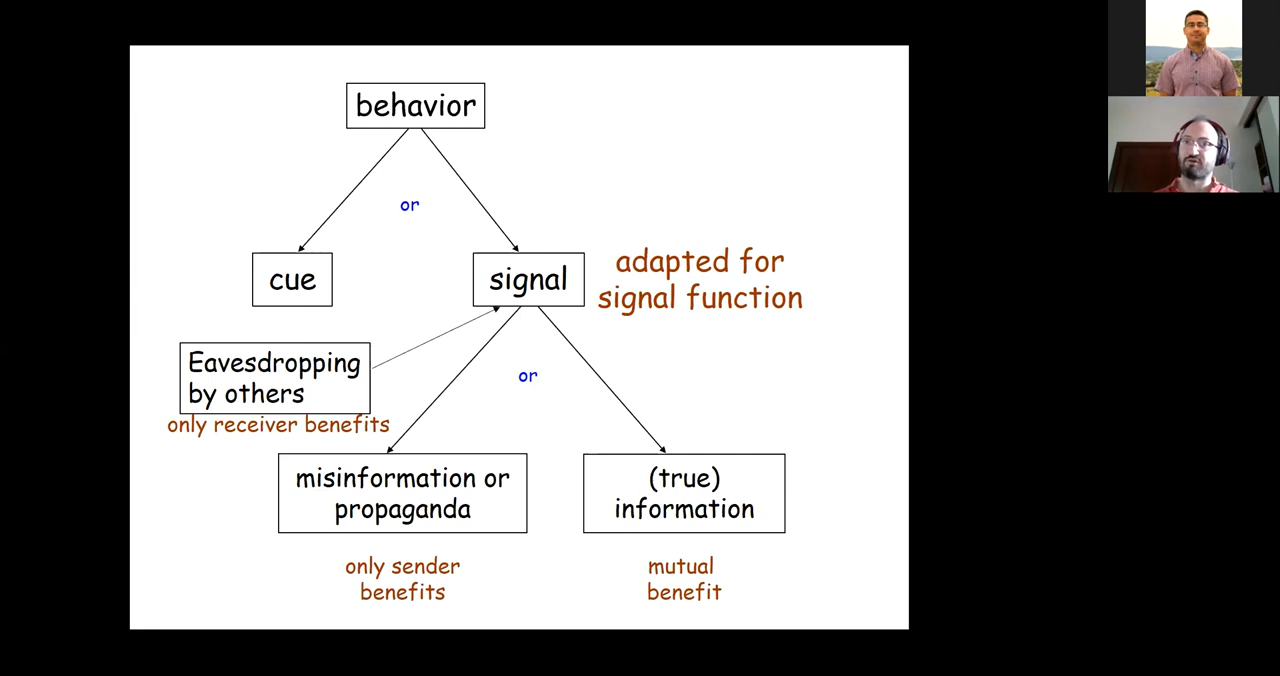 behavior
or
cue
signal
adapted for
signal function
Eavesdropping
by others
only receiver benefits
or
misinformation or
propaganda
(true)
information
only sender
benefits
mutual
benefit